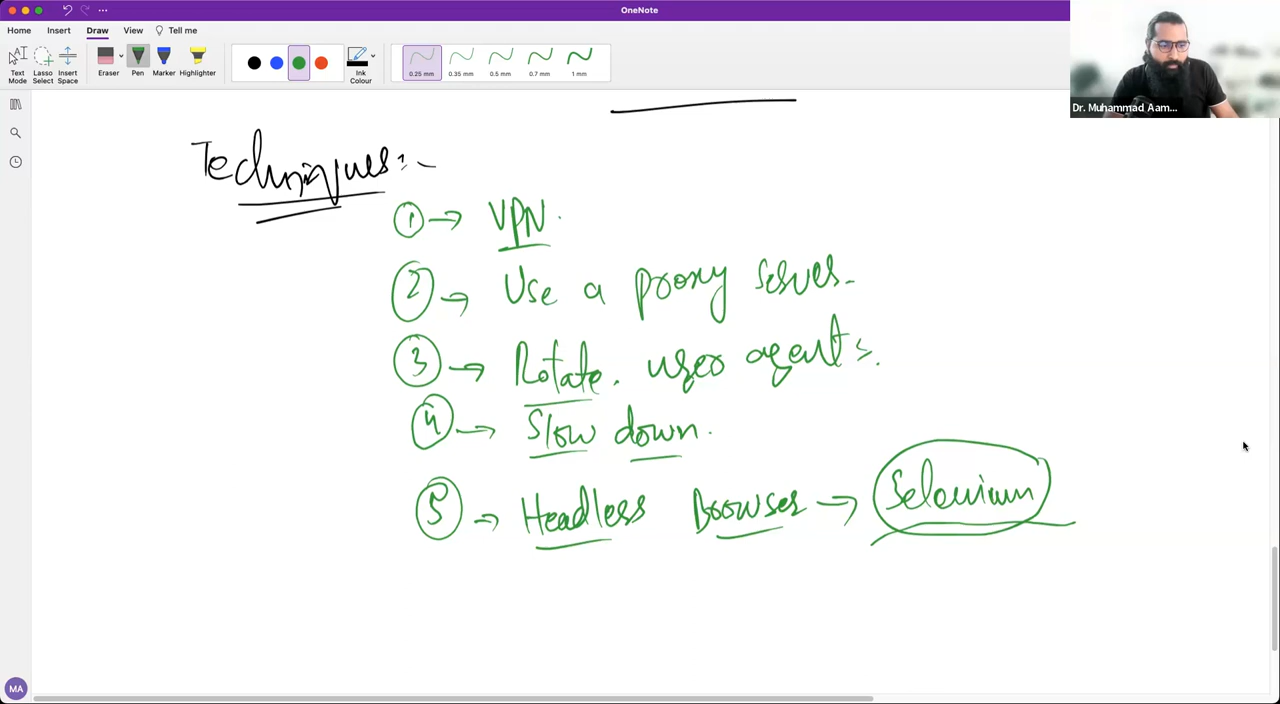 OneNote
Home Insert Draw View Tell me
Text Mode
Lasso Select
Insert Space
Eraser
Pen
Marker
Highlighter
Ink Colour
0.25 mm
0.35 mm
0.5 mm
0.7 mm
1 mm
Dr. Muhammad Aam...
Techniques:-
1 → VPN.
2 → Use a proxy server.
3 → Rotate. user agents.
4 → Slow down.
5 → Headless Browser → Selenium
MA